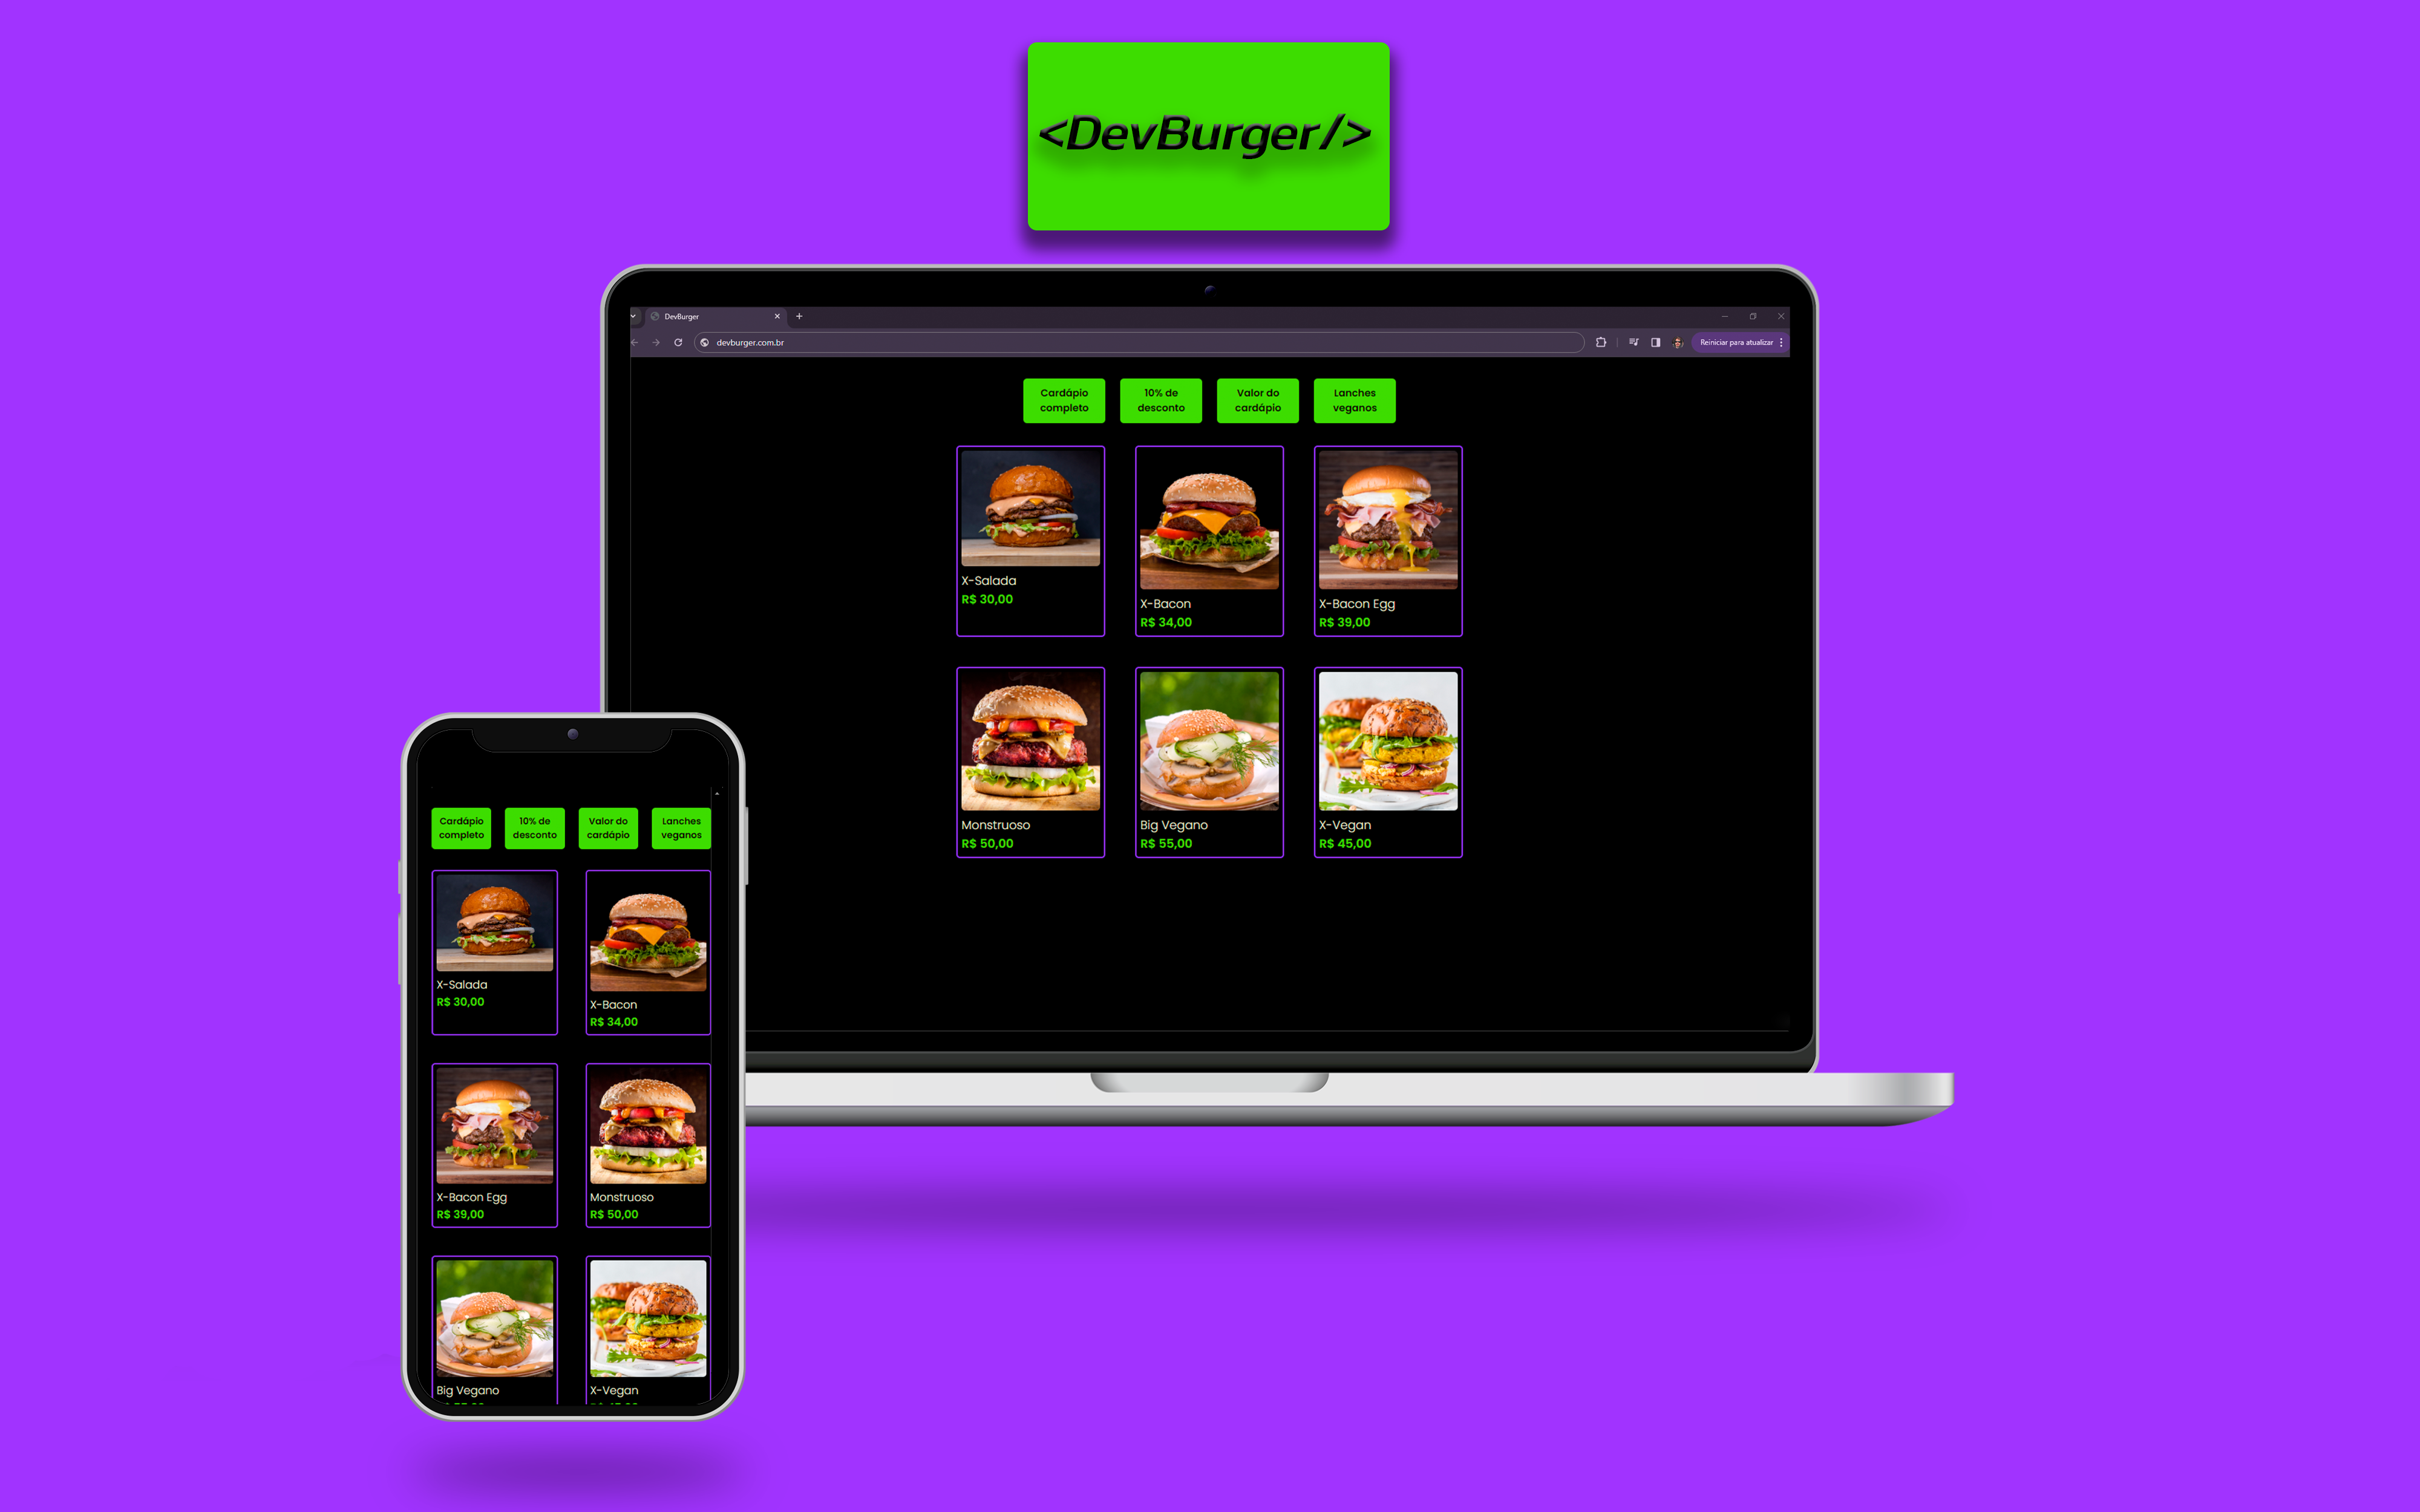 <DevBurger/>
DevBurger
devburger.com.br
Reiniciar para atualizar
Cardápio completo
10% de desconto
Valor do cardápio
Lanches veganos
X-Salada
R$ 30,00
X-Bacon
R$ 34,00
X-Bacon Egg
R$ 39,00
Monstruoso
R$ 50,00
Big Vegano
R$ 55,00
X-Vegan
R$ 45,00
Cardápio completo
10% de desconto
Valor do cardápio
Lanches veganos
X-Salada
R$ 30,00
X-Bacon
R$ 34,00
X-Bacon Egg
R$ 39,00
Monstruoso
R$ 50,00
Big Vegano
X-Vegan